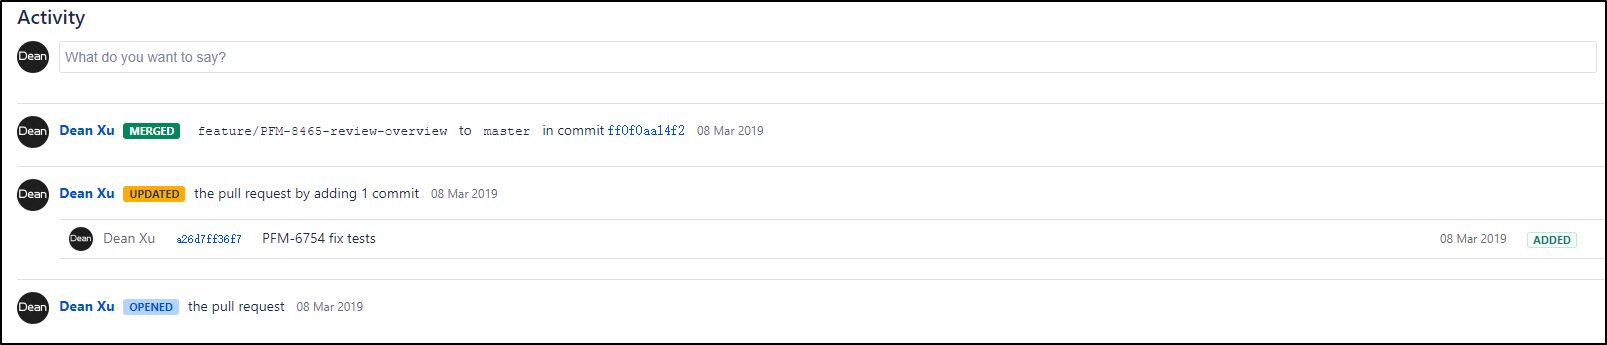 Activity
Dean What do you want to say?
Dean Dean Xu MERGED feature/PFM-8465-review-overview to master in commit ff0f0aa14f2 08 Mar 2019
Dean Dean Xu UPDATED the pull request by adding 1 commit 08 Mar 2019
Dean Dean Xu a26d7ff36f7 PFM-6754 fix tests 08 Mar 2019 ADDED
Dean Dean Xu OPENED the pull request 08 Mar 2019